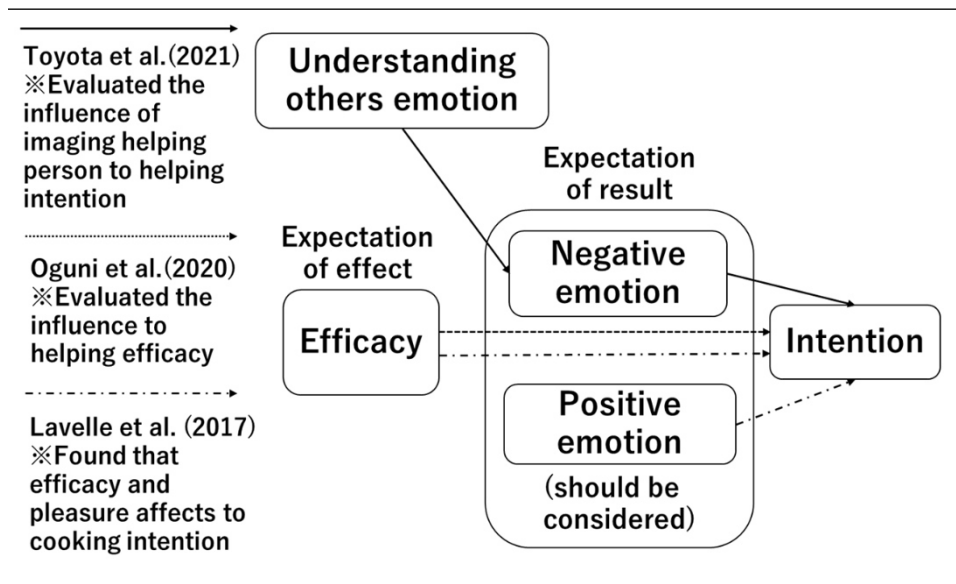 Toyota et al.(2021)
※Evaluated the
influence of
imaging helping
person to helping
intention
Oguni et al.(2020)
※Evaluated the
influence to
helping efficacy
Lavelle et al. (2017)
※Found that
efficacy and
pleasure affects to
cooking intention
Understanding
others emotion
Expectation
of effect
Efficacy
Expectation
of result
Negative
emotion
Positive
emotion
(should be
considered)
Intention